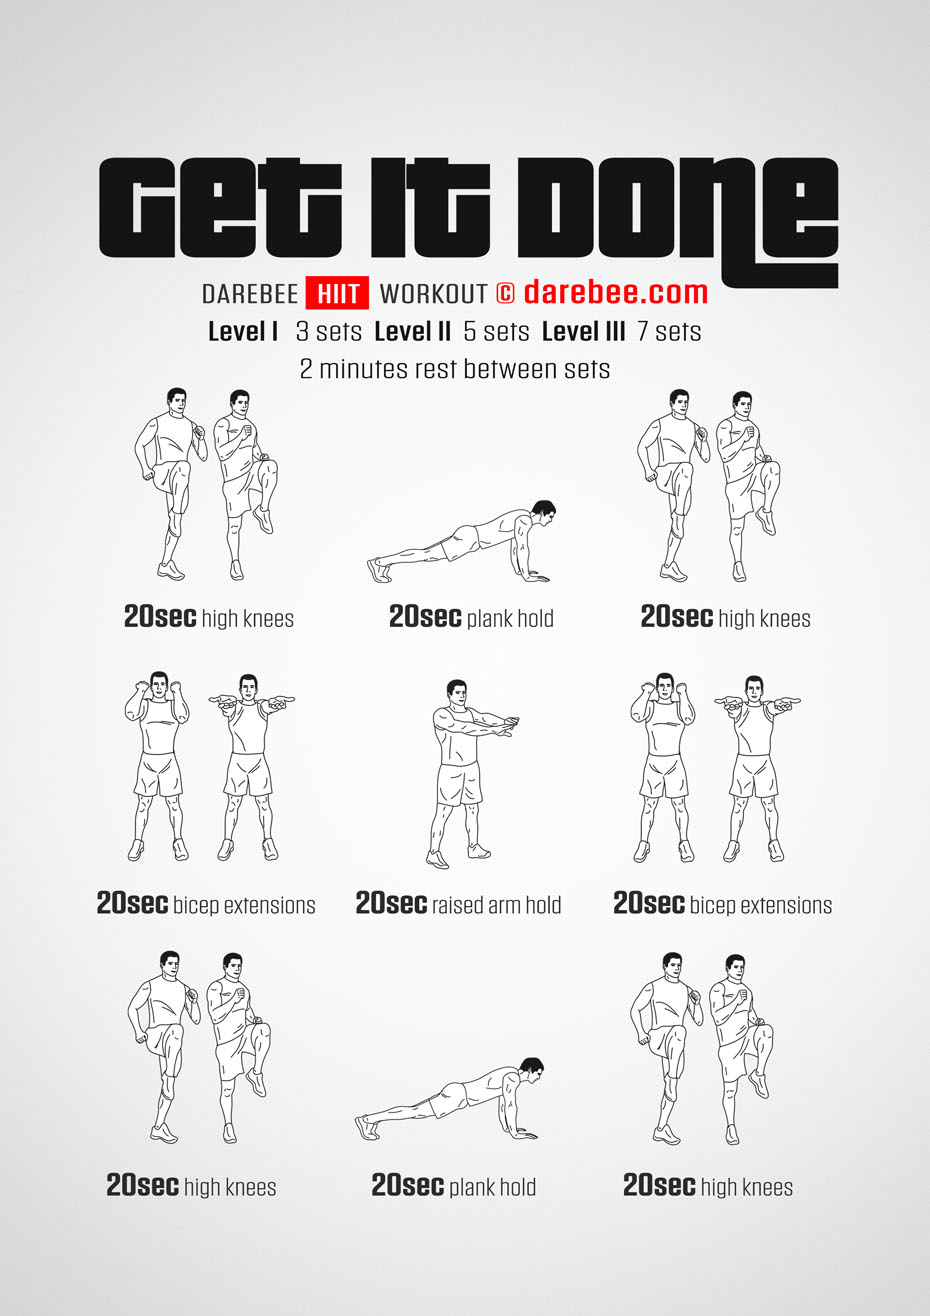 GET IT DONE
DAREBEE HIIT WORKOUT © darebee.com
Level I 3 sets Level II 5 sets Level III 7 sets
2 minutes rest between sets
20sec high knees
20sec plank hold
20sec high knees
20sec bicep extensions
20sec raised arm hold
20sec bicep extensions
20sec high knees
20sec plank hold
20sec high knees